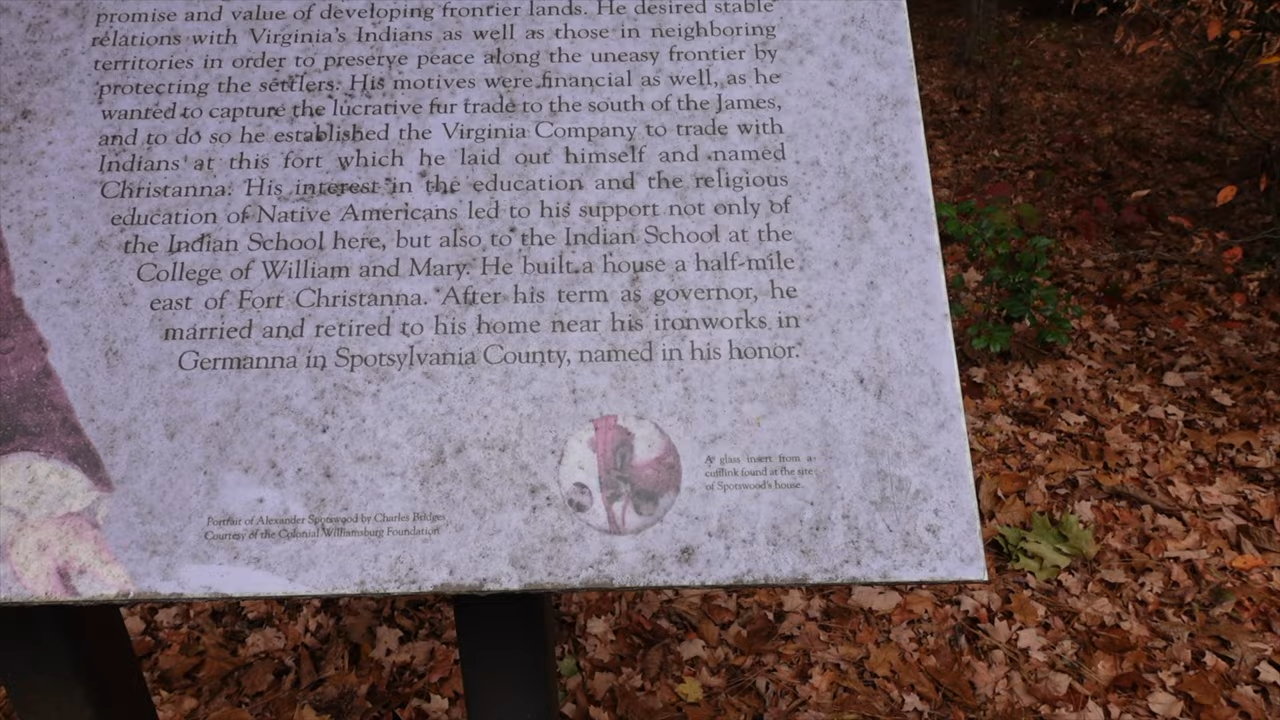 promise and value of developing frontier lands. He desired stable
relations with Virginia's Indians as well as those in neighboring
territories in order to preserve peace along the uneasy frontier by
protecting the settlers. His motives were financial as well, as he
wanted to capture the lucrative fur trade to the south of the James,
and to do so he established the Virginia Company to trade with
Indians at this fort which he laid out himself and named
Christanna. His interest in the education and the religious
education of Native Americans led to his support not only of
the Indian School here, but also to the Indian School at the
College of William and Mary. He built a house a half-mile
east of Fort Christanna. After his term as governor, he
married and retired to his home near his ironworks in
Germanna in Spotsylvania County, named in his honor.
A glass insert from a
cufflink found at the site
of Spotswood's house.
Portrait of Alexander Spotswood by Charles Bridges
Courtesy of the Colonial Williamsburg Foundation